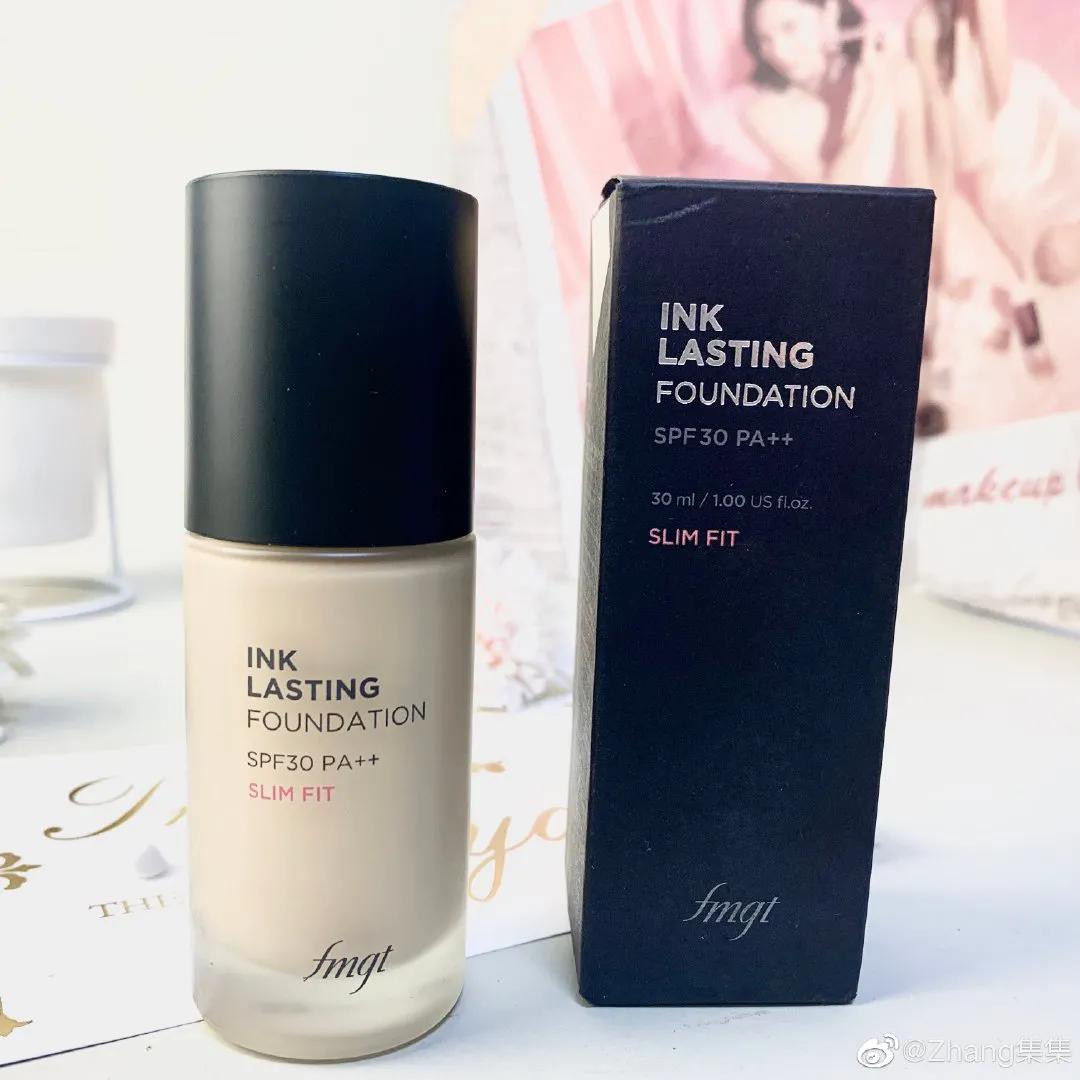 INK
LASTING
FOUNDATION
SPF30 PA++
SLIM FIT
fmgt
INK
LASTING
FOUNDATION
SPF30 PA++
30 ml / 1.00 US fl.oz.
SLIM FIT
fmgt
makeup
THE
@Zhang集集